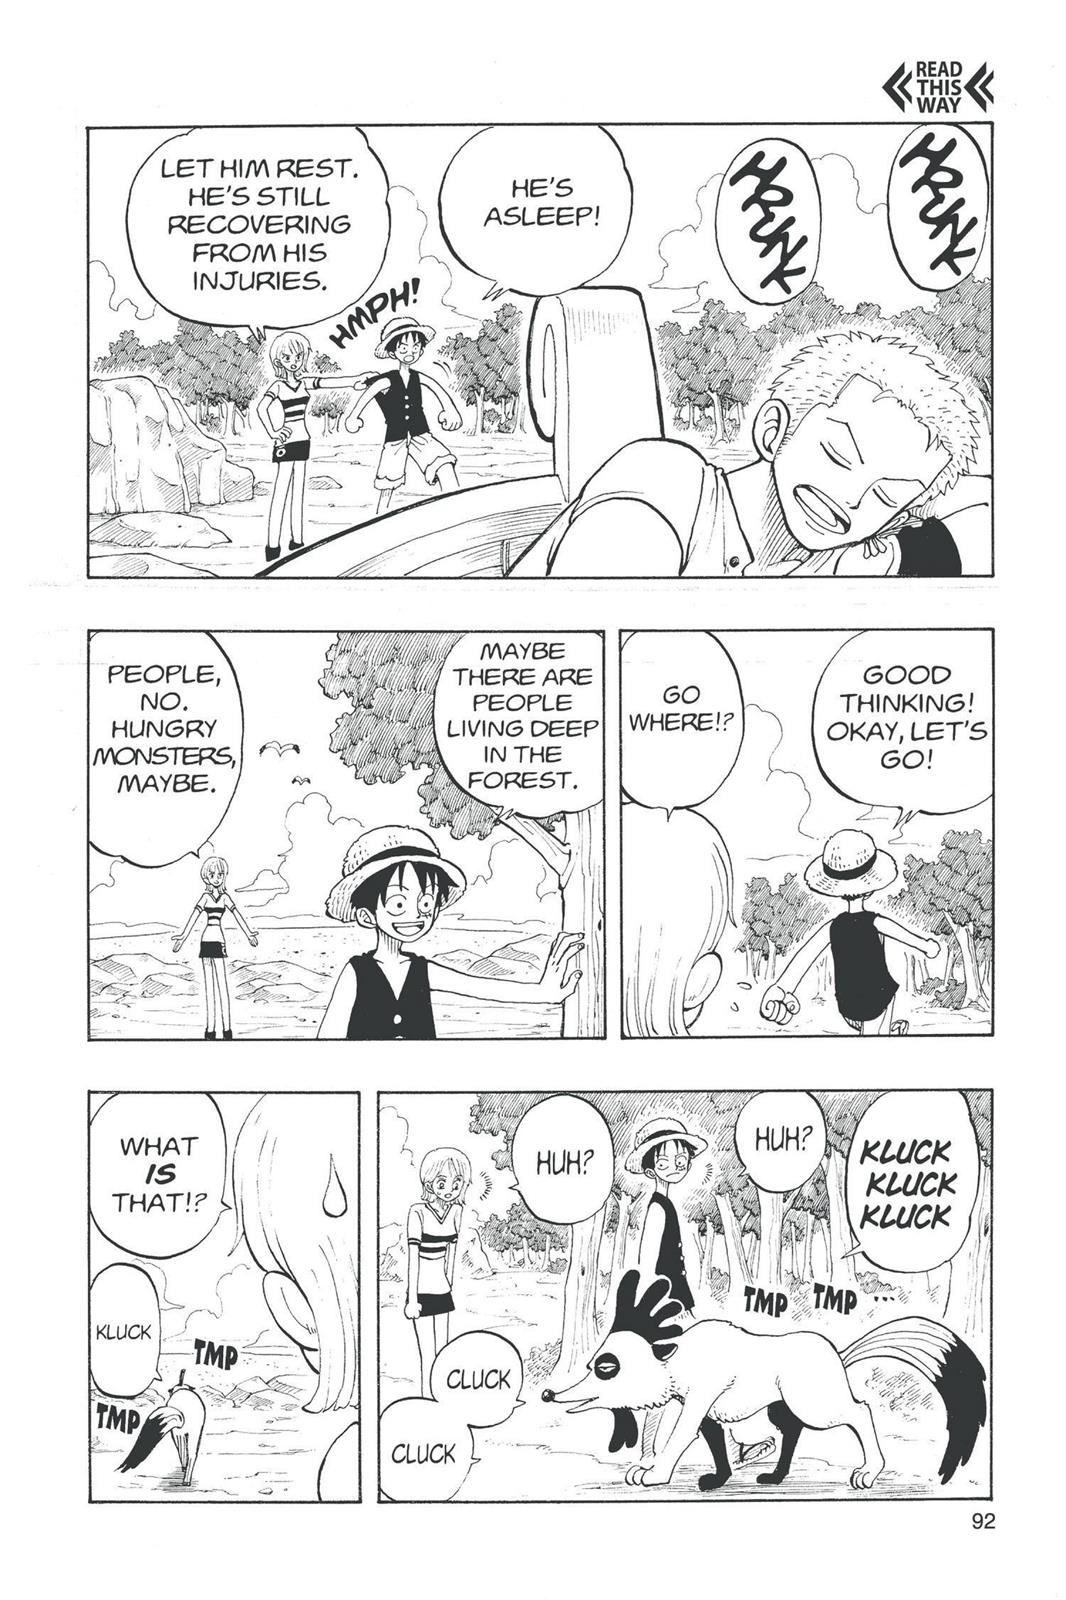 READ
THIS
WAY
HONK
HONK
HE'S
ASLEEP!
LET HIM REST.
HE'S STILL
RECOVERING
FROM HIS
INJURIES.
HMPH!
GOOD
THINKING!
OKAY, LET'S
GO!
GO
WHERE!?
MAYBE
THERE ARE
PEOPLE
LIVING DEEP
IN THE
FOREST.
PEOPLE,
NO.
HUNGRY
MONSTERS,
MAYBE.
KLUCK
KLUCK
KLUCK
HUH?
HUH?
TMP TMP ...
CLUCK
CLUCK
WHAT
IS
THAT!?
KLUCK
TMP
TMP
92